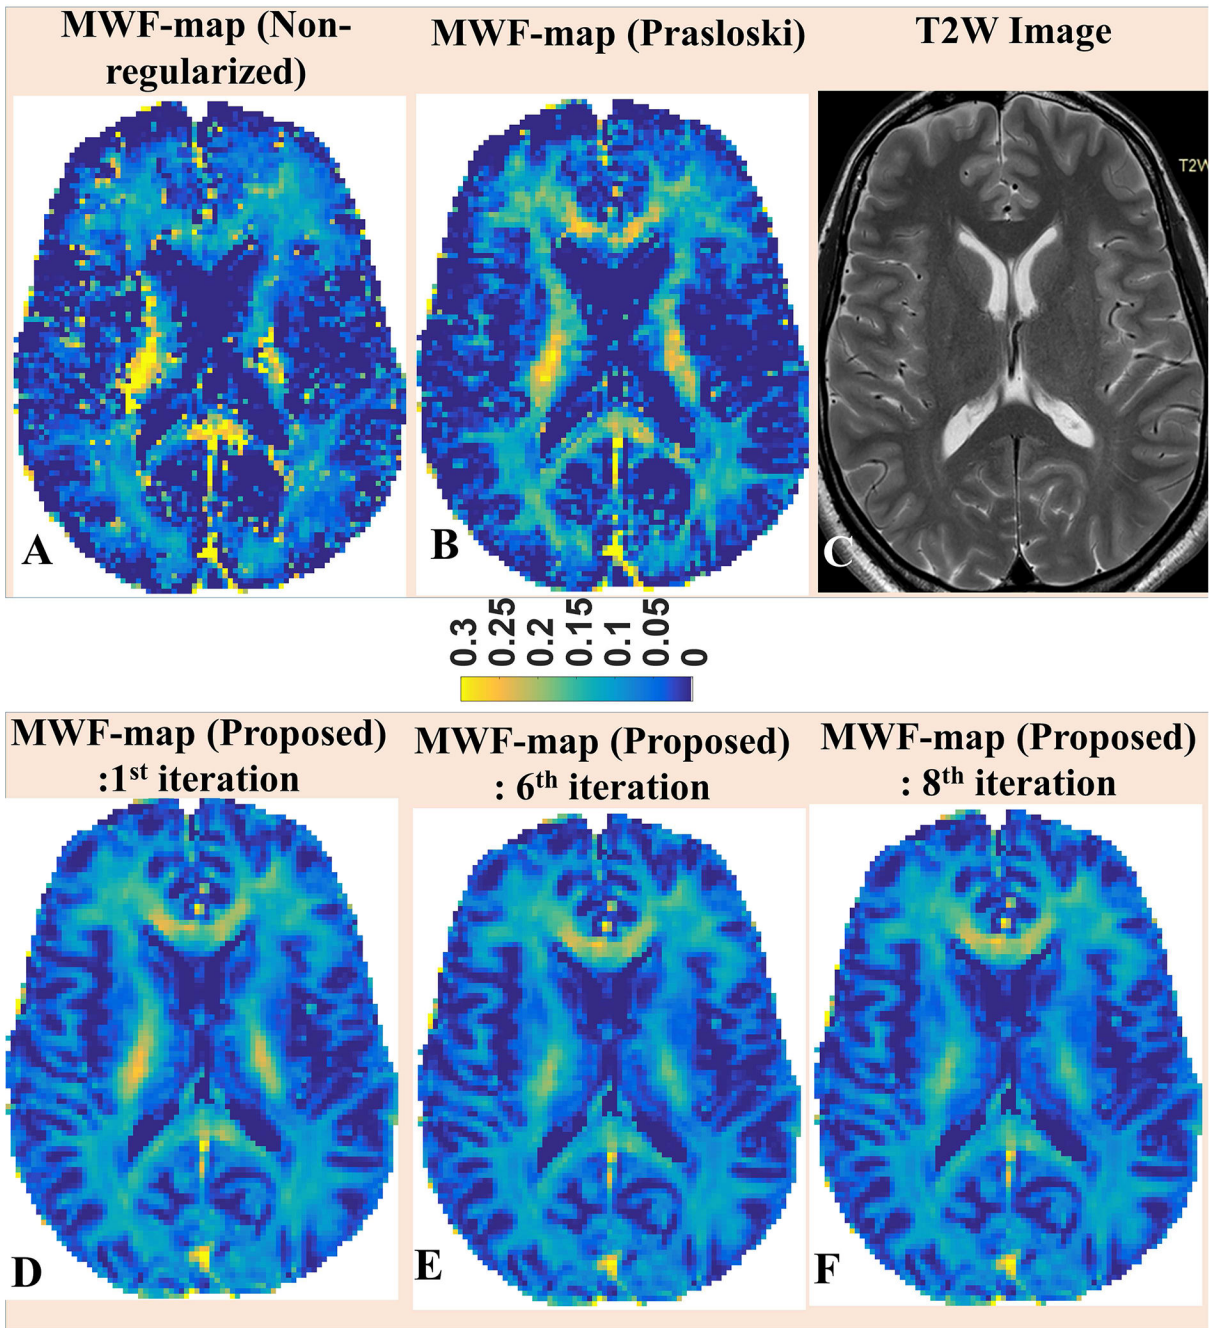 MWF-map (Non-
regularized)
MWF-map (Prasloski)
T2W Image
T2W
A
B
C
0.3
0.25
0.2
0.15
0.1
0.05
0
MWF-map (Proposed)
:1st iteration
MWF-map (Proposed)
: 6th iteration
MWF-map (Proposed)
: 8th iteration
D
E
F